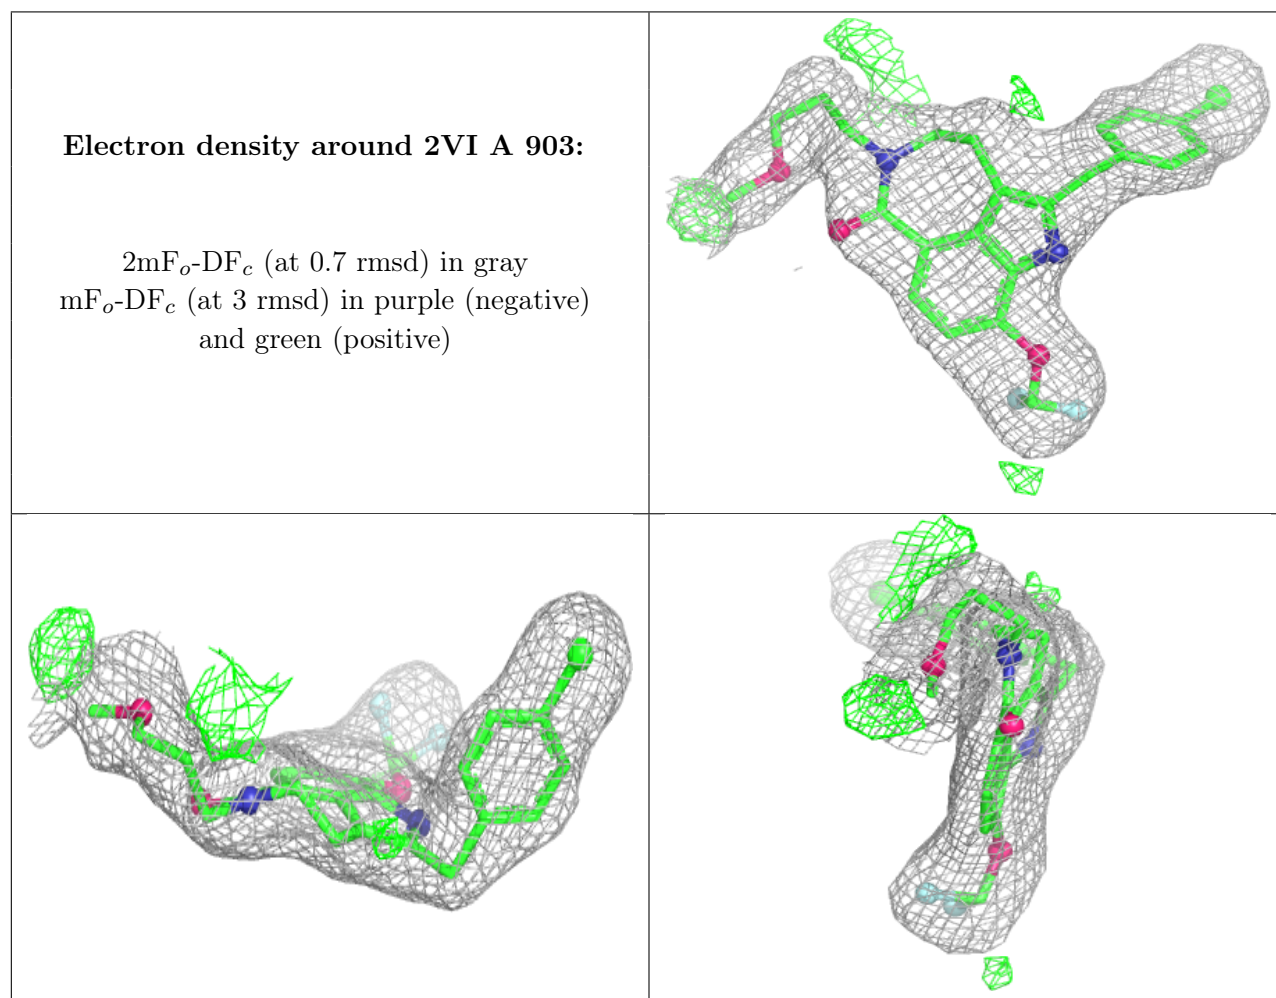 Electron density around 2VI A 903:
2mFo-DFc (at 0.7 rmsd) in gray
mFo-DFc (at 3 rmsd) in purple (negative)
and green (positive)